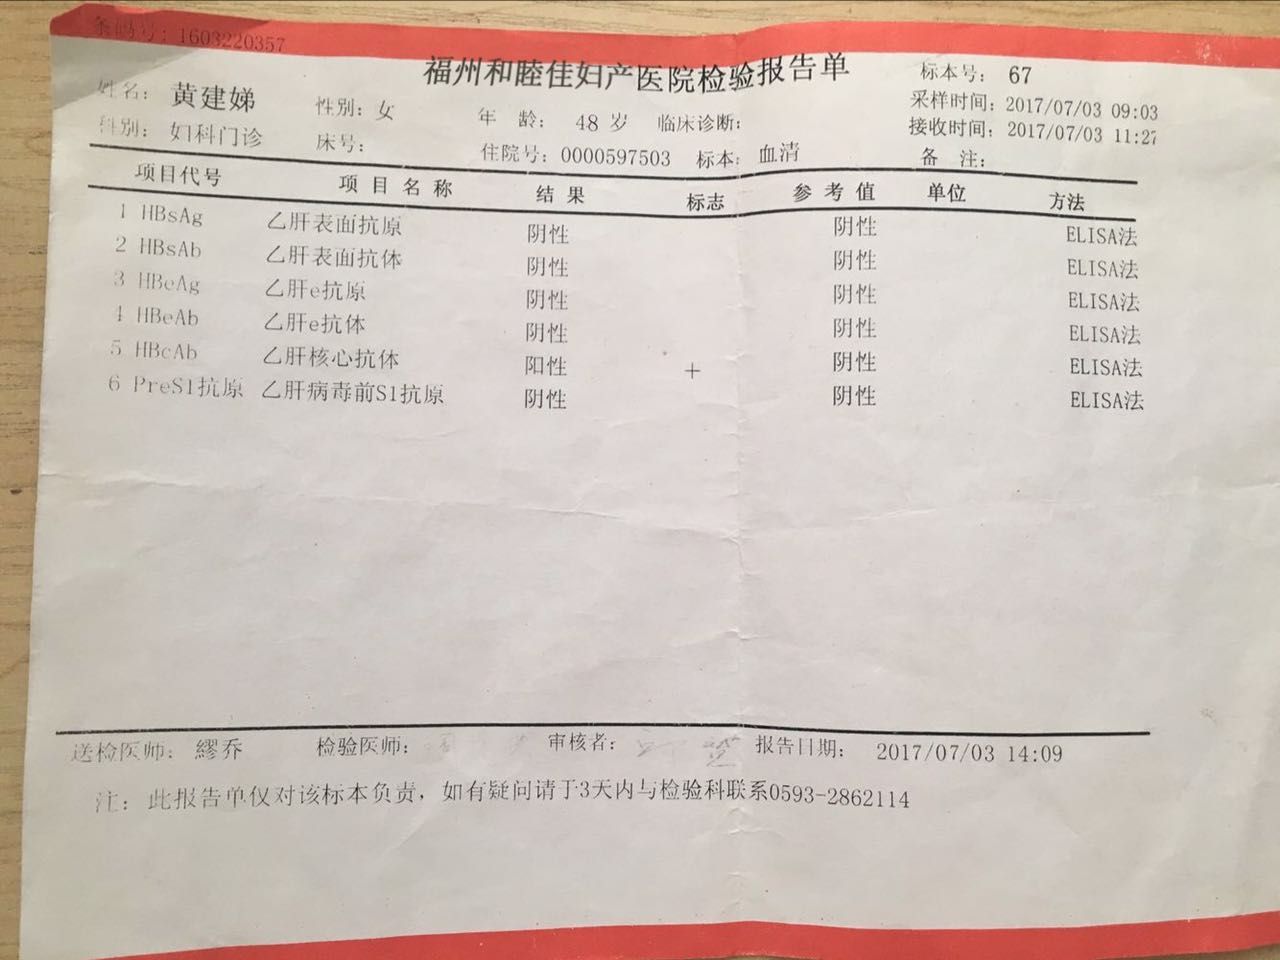 条码号: 1603220357
福州和睦佳妇产医院检验报告单
标本号: 67
姓名: 黄建娣 性别: 女 年 龄: 48 岁 临床诊断: 采样时间: 2017/07/03 09:03
科别: 妇科门诊 床号: 住院号: 0000597503 标本: 血清 接收时间: 2017/07/03 11:27
备 注:
项目代号 项 目 名 称 结 果 标志 参 考 值 单位 方法
1 HBsAg 乙肝表面抗原 阴性 阴性 ELISA法
2 HBsAb 乙肝表面抗体 阴性 阴性 ELISA法
3 HBeAg 乙肝e抗原 阴性 阴性 ELISA法
4 HBeAb 乙肝e抗体 阴性 阴性 ELISA法
5 HBcAb 乙肝核心抗体 阳性 + 阴性 ELISA法
6 PreS1抗原 乙肝病毒前S1抗原 阴性 阴性 ELISA法
送检医师: 繆乔 检验医师: 审核者: 报告日期: 2017/07/03 14:09
注: 此报告单仅对该标本负责, 如有疑问请于3天内与检验科联系0593-2862114